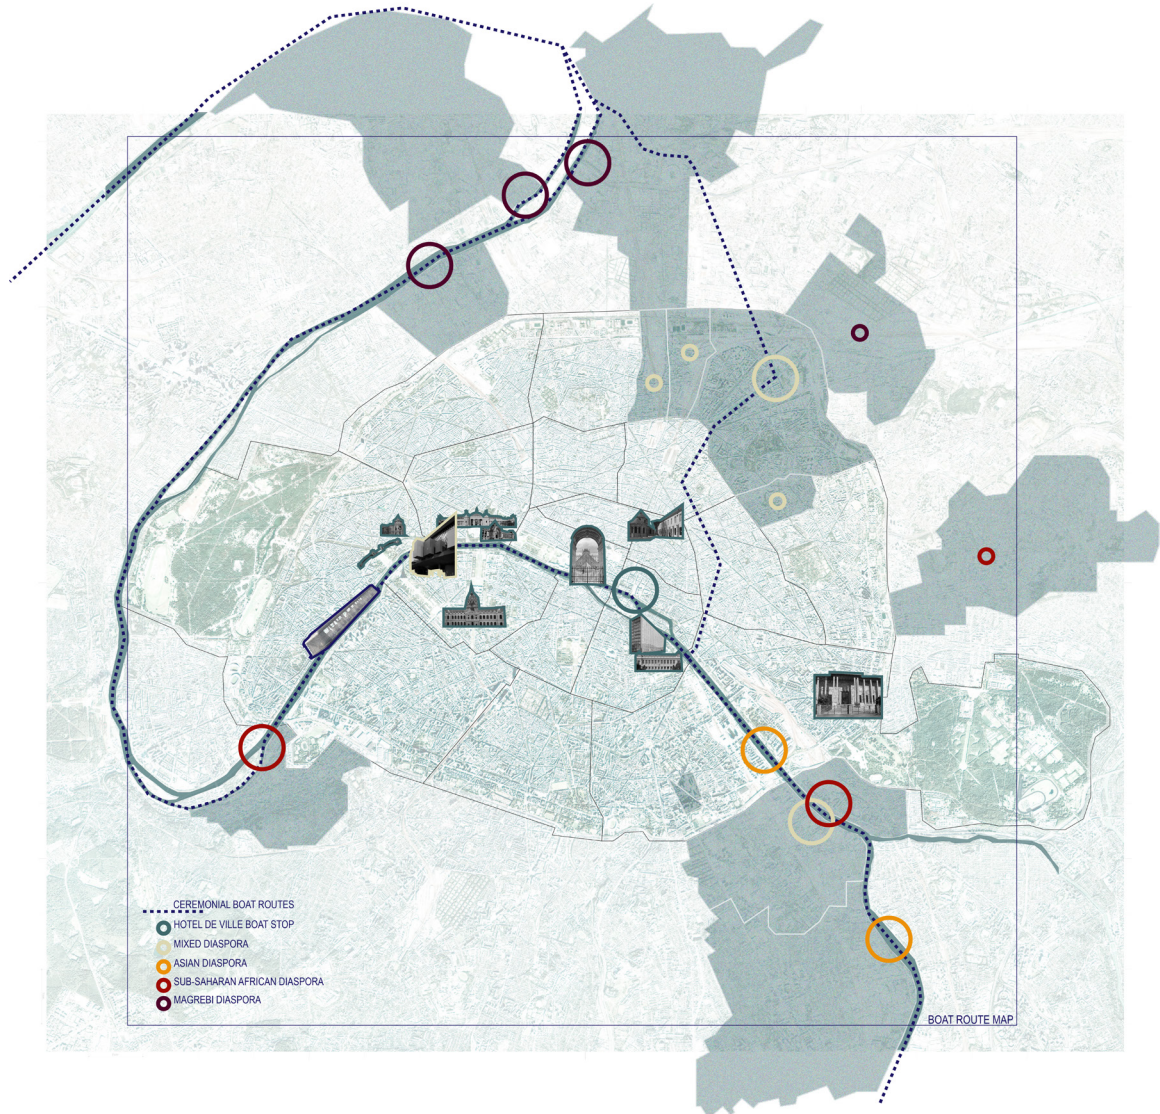 CEREMONIAL BOAT ROUTES
HOTEL DE VILLE BOAT STOP
MIXED DIASPORA
ASIAN DIASPORA
SUB-SAHARAN AFRICAN DIASPORA
MAGREBI DIASPORA
BOAT ROUTE MAP